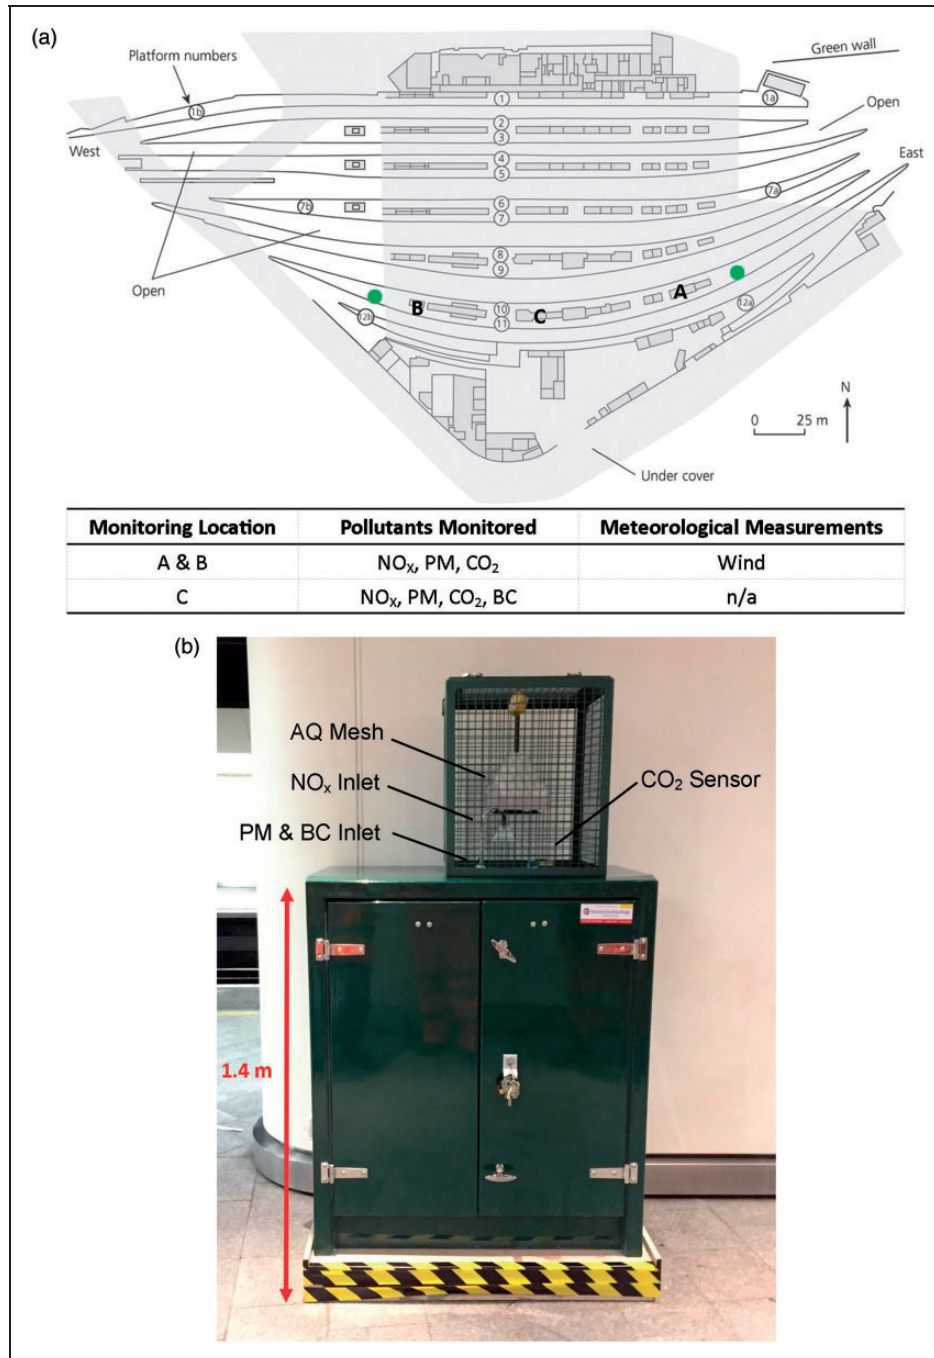 (a)
Platform numbers
Green wall
1b
1
1a
2
3
Open
West
4
5
East
6
7a
7b
7
8
9
Open
10
A
B
C
12a
12b
11
N
0 25 m
Under cover
Monitoring Location Pollutants Monitored Meteorological Measurements
A & B NOX, PM, CO2 Wind
C NOX, PM, CO2, BC n/a
(b)
AQ Mesh
NOx Inlet
CO2 Sensor
PM & BC Inlet
1.4 m